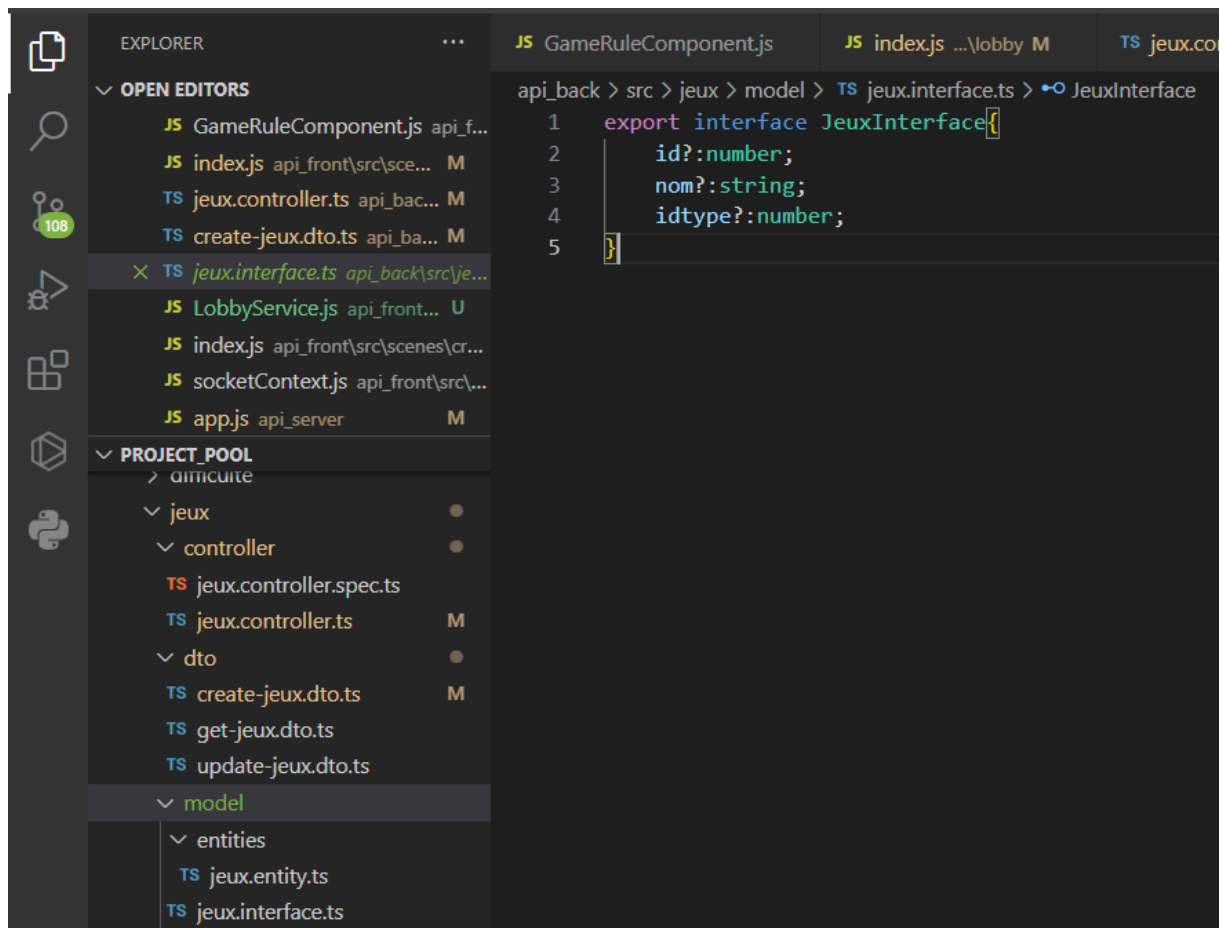 EXPLORER ...
OPEN EDITORS
JS GameRuleComponent.js api_f...
JS index.js api_front\src\sce... M
TS jeux.controller.ts api_bac... M
TS create-jeux.dto.ts api_ba... M
TS jeux.interface.ts api_back\src\je...
JS LobbyService.js api_front... U
JS index.js api_front\src\scenes\cr...
JS socketContext.js api_front\src\...
JS app.js api_server M
108
PROJECT_POOL
difficulte
jeux
controller
TS jeux.controller.spec.ts
TS jeux.controller.ts M
dto
TS create-jeux.dto.ts M
TS get-jeux.dto.ts
TS update-jeux.dto.ts
model
entities
TS jeux.entity.ts
TS jeux.interface.ts
JS GameRuleComponent.js JS index.js ...\lobby M TS jeux.co
api_back > src > jeux > model > TS jeux.interface.ts > JeuxInterface
1 export interface JeuxInterface{
2 id?:number;
3 nom?:string;
4 idtype?:number;
5 }